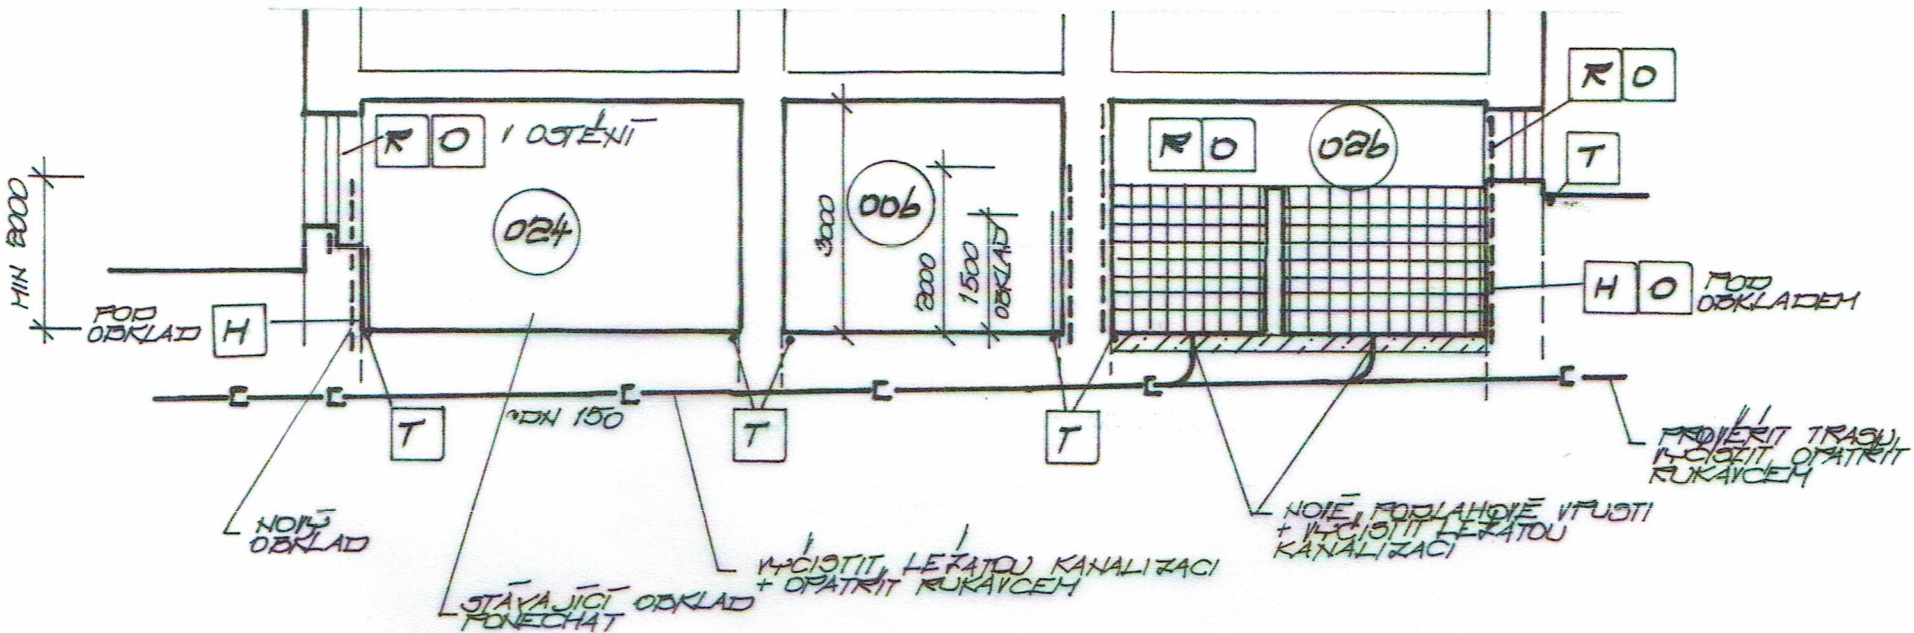 R O
V OSTĚNÍ
024
MIN 2000
POD
OBKLAD
H
006
3000
2000
1500
OBKLAD
R O
026
R O
T
H O
POD
OBKLADEM
T
DN 150
T
T
NOVÝ
OBKLAD
STÁVAJÍCÍ OBKLAD
PONECHAT
VYČISTIT LEŽATOU KANALIZACI
+ OPATŘIT RUKÁVCEM
NOVÉ PODLAHOVÉ VPUSTI
+ VYČISTIT LEŽATOU
KANALIZACI
PROVĚŘIT TRASU,
VYČISTIT OPATŘIT
RUKÁVCEM